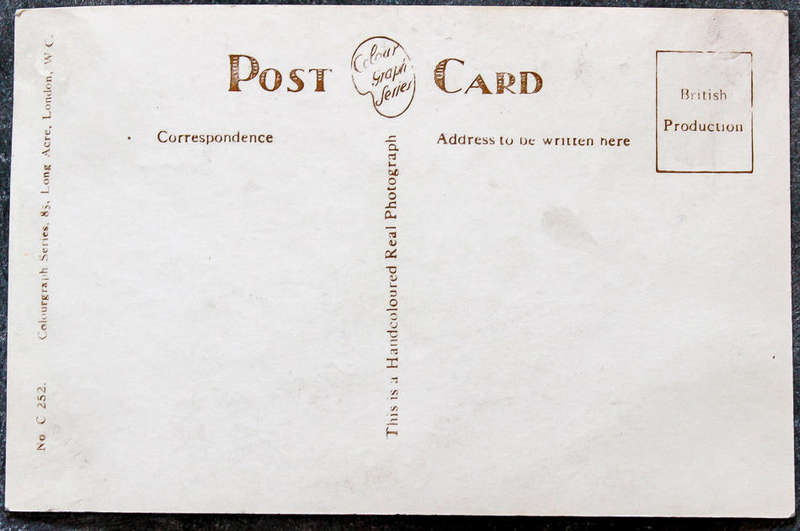 POST CARD
Colour
Graph
Series
British
Production
Correspondence
Address to be written here
This is a Handcoloured Real Photograph
No C 252. Colourgraph Series, 85, Long Acre, London, W.C.